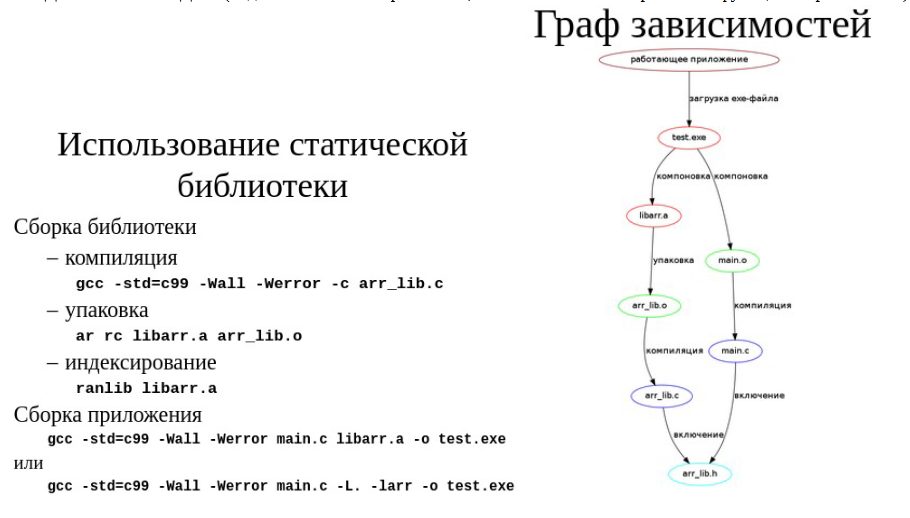 Граф зависимостей
Использование статической
библиотеки
Сборка библиотеки
– компиляция
gcc -std=c99 -Wall -Werror -c arr_lib.c
– упаковка
ar rc libarr.a arr_lib.o
– индексирование
ranlib libarr.a
Сборка приложения
gcc -std=c99 -Wall -Werror main.c libarr.a -o test.exe
или
gcc -std=c99 -Wall -Werror main.c -L. -larr -o test.exe
работающее приложение
загрузка exe-файла
test.exe
компоновка компоновка
libarr.a
упаковка
main.o
arr_lib.o
компиляция
компиляция
main.c
arr_lib.c
включение
включение
arr_lib.h